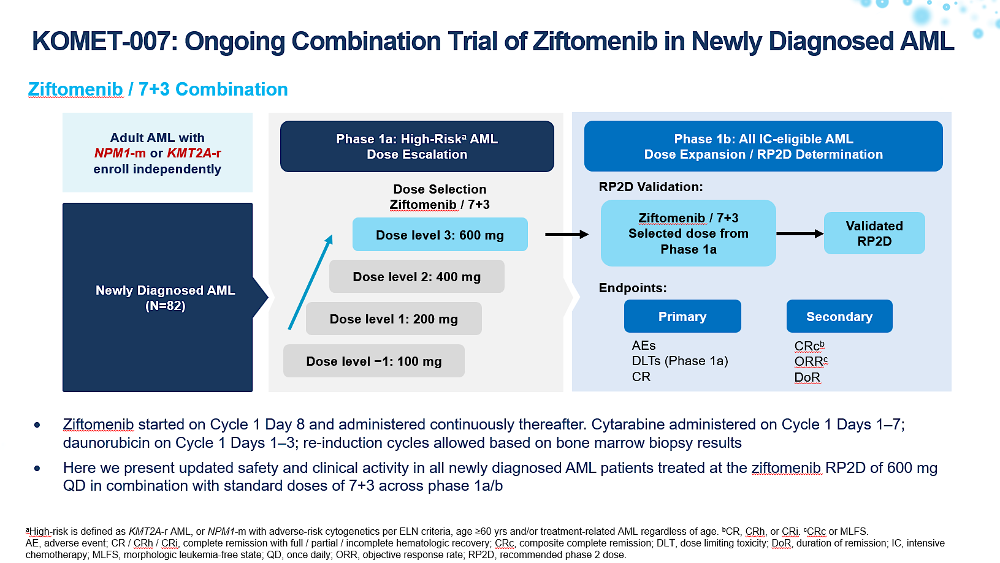 KOMET-007: Ongoing Combination Trial of Ziftomenib in Newly Diagnosed AML
Ziftomenib / 7+3 Combination
Adult AML with
NPM1-m or KMT2A-r
enroll independently
Newly Diagnosed AML
(N=82)
Phase 1a: High-Riskᵃ AML
Dose Escalation
Dose Selection
Ziftomenib / 7+3
Dose level 3: 600 mg
Dose level 2: 400 mg
Dose level 1: 200 mg
Dose level −1: 100 mg
Phase 1b: All IC-eligible AML
Dose Expansion / RP2D Determination
RP2D Validation:
Ziftomenib / 7+3
Selected dose from
Phase 1a
Validated
RP2D
Endpoints:
Primary
AEs
DLTs (Phase 1a)
CR
Secondary
CRcᵇ
ORRᶜ
DoR
• Ziftomenib started on Cycle 1 Day 8 and administered continuously thereafter. Cytarabine administered on Cycle 1 Days 1–7;
daunorubicin on Cycle 1 Days 1–3; re-induction cycles allowed based on bone marrow biopsy results
• Here we present updated safety and clinical activity in all newly diagnosed AML patients treated at the ziftomenib RP2D of 600 mg
QD in combination with standard doses of 7+3 across phase 1a/b
ᵃHigh-risk is defined as KMT2A-r AML, or NPM1-m with adverse-risk cytogenetics per ELN criteria, age ≥60 yrs and/or treatment-related AML regardless of age. ᵇCR, CRh, or CRi. ᶜCRc or MLFS.
AE, adverse event; CR / CRh / CRi, complete remission with full / partial / incomplete hematologic recovery; CRc, composite complete remission; DLT, dose limiting toxicity; DoR, duration of remission; IC, intensive
chemotherapy; MLFS, morphologic leukemia-free state; QD, once daily; ORR, objective response rate; RP2D, recommended phase 2 dose.